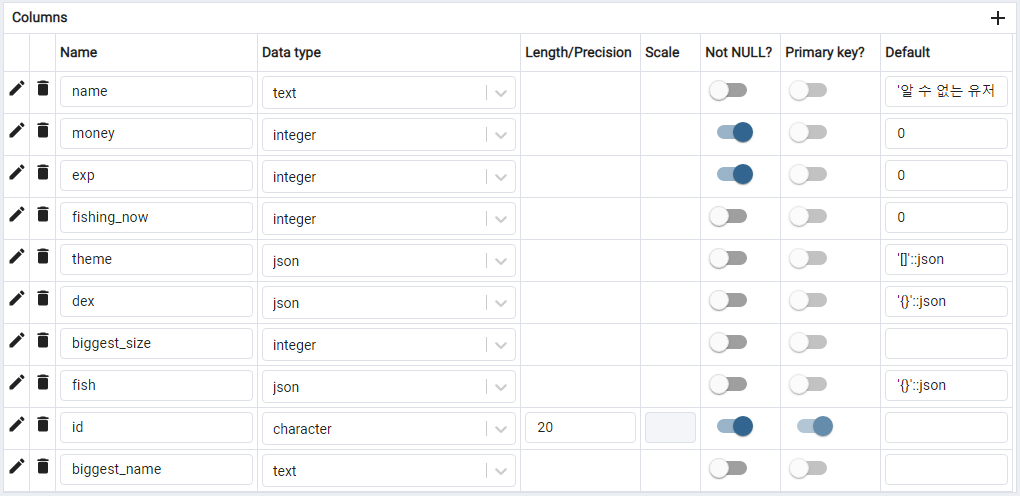 Columns
Name Data type Length/Precision Scale Not NULL? Primary key? Default
name text '알 수 없는 유저
money integer 0
exp integer 0
fishing_now integer 0
theme json '[]'::json
dex json '{}'::json
biggest_size integer
fish json '{}'::json
id character 20
biggest_name text